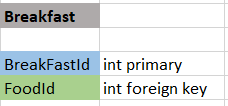 Breakfast
BreakFastId int primary
FoodId int foreign key